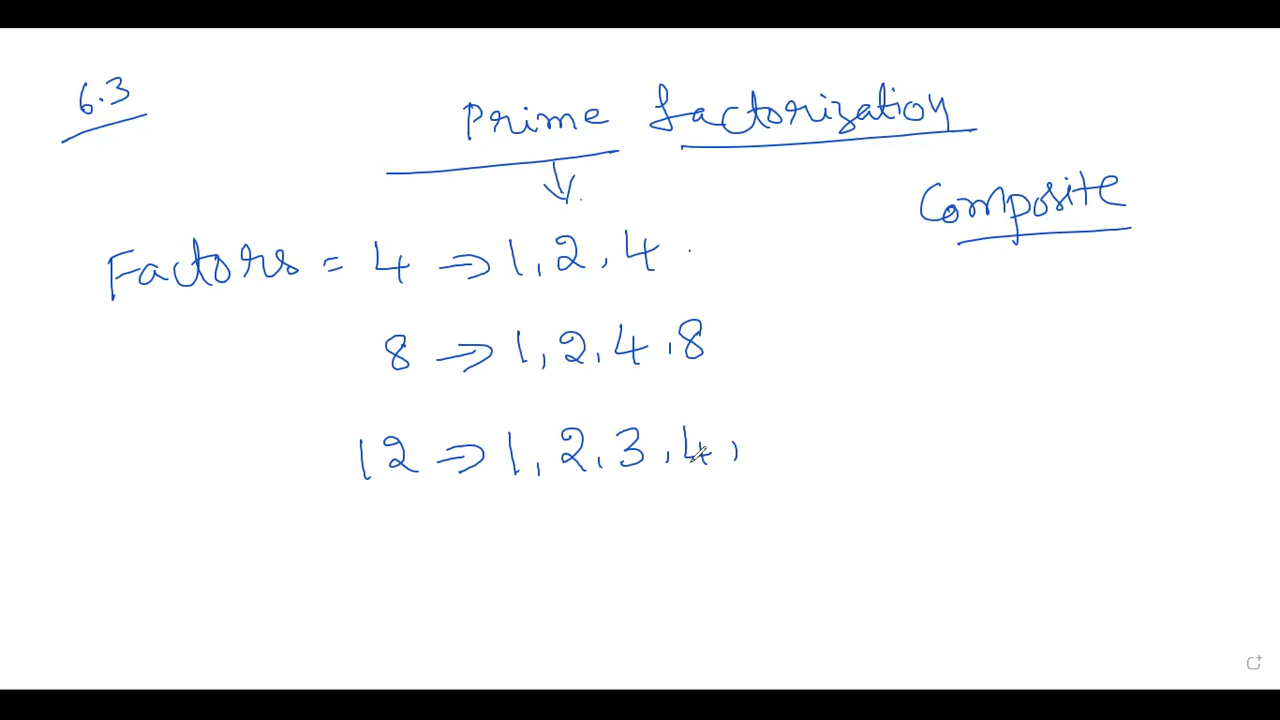 6.3
Prime factorization
Composite
Factors = 4 ⇒ 1, 2, 4
8 ⇒ 1, 2, 4, 8
12 ⇒ 1, 2, 3, 4,